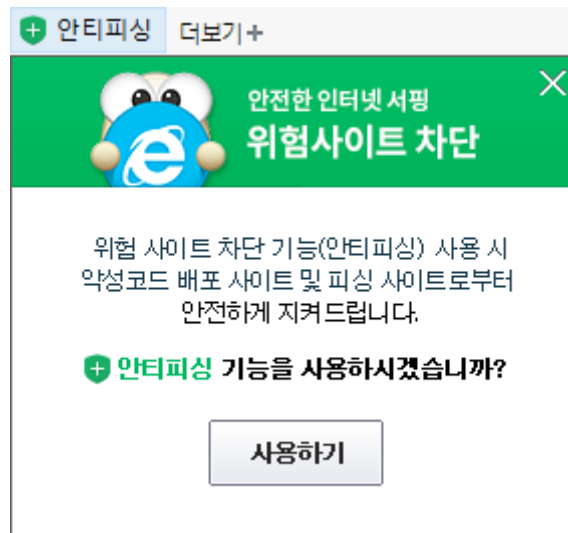 안티피싱 더보기+
안전한 인터넷 서핑
위험사이트 차단
위험 사이트 차단 기능(안티피싱) 사용 시
악성코드 배포 사이트 및 피싱 사이트로부터
안전하게 지켜드립니다.
안티피싱 기능을 사용하시겠습니까?
사용하기